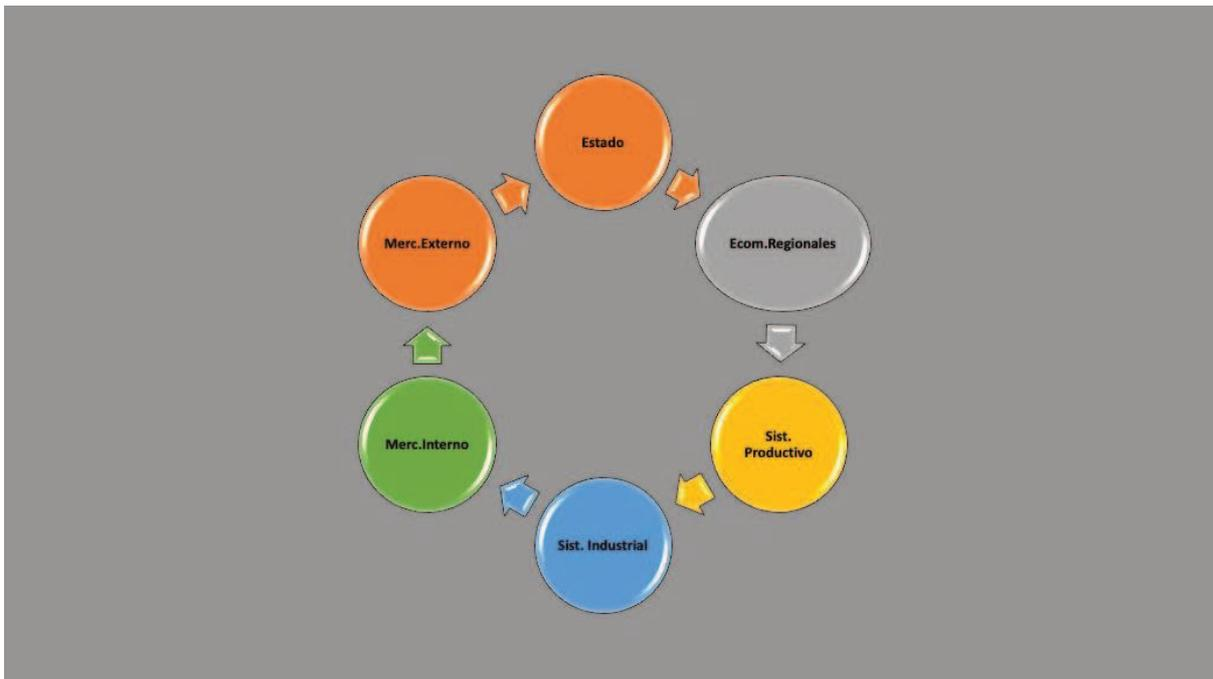 Estado
Ecom.Regionales
Sist.
Productivo
Sist. Industrial
Merc.Interno
Merc.Externo